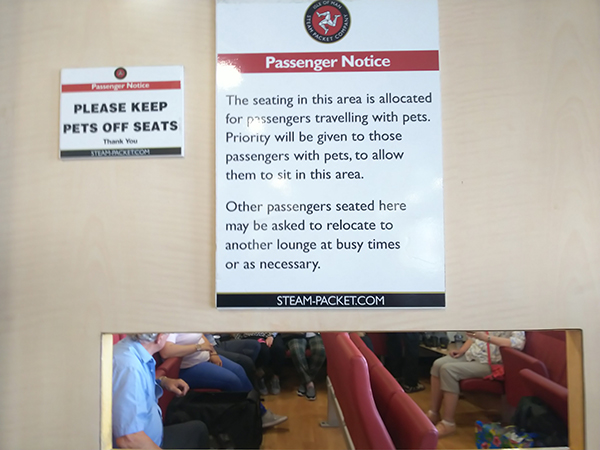 Passenger Notice
PLEASE KEEP
PETS OFF SEATS
Thank You
STEAM-PACKET.COM
ISLE OF MAN
STEAM PACKET COMPANY
Passenger Notice
The seating in this area is allocated
for passengers travelling with pets.
Priority will be given to those
passengers with pets, to allow
them to sit in this area.
Other passengers seated here
may be asked to relocate to
another lounge at busy times
or as necessary.
STEAM-PACKET.COM